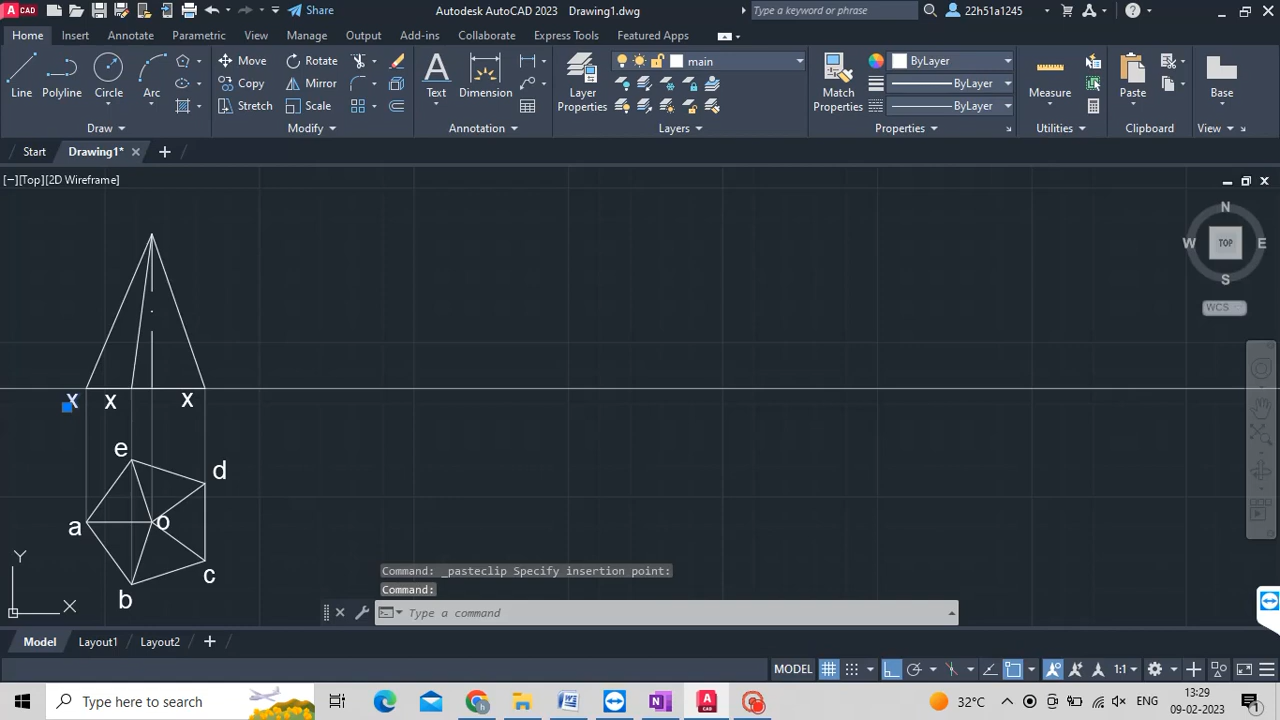 CAD
Share
Autodesk AutoCAD 2023 Drawing1.dwg
Type a keyword or phrase
22h51a1245
Home Insert Annotate Parametric View Manage Output Add-ins Collaborate Express Tools Featured Apps
Line Polyline Circle Arc
Move Rotate
Copy Mirror
Stretch Scale
Text Dimension
Layer Properties
main
Match Properties
ByLayer
ByLayer
ByLayer
Measure Paste Base
Draw Modify Annotation Layers Properties Utilities Clipboard View
Start Drawing1*
[−][Top][2D Wireframe]
N
W TOP E
S
WCS
x x x
e
d
a o
c
b
Y
X
Command: _pasteclip Specify insertion point:
Command:
Type a command
Model Layout1 Layout2
MODEL 1:1
Type here to search
32°C ENG
13:29
09-02-2023
1